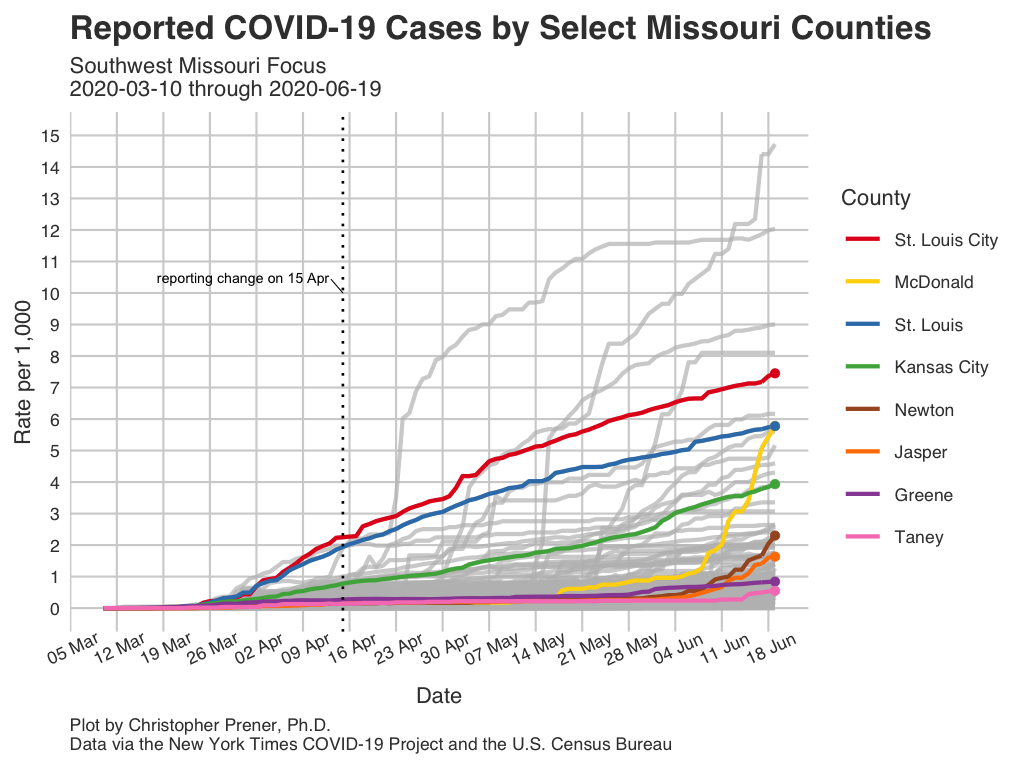 Reported COVID-19 Cases by Select Missouri Counties
Southwest Missouri Focus
2020-03-10 through 2020-06-19
15
14
13
12
11
10
9
8
7
6
5
4
3
2
1
0
Rate per 1,000
reporting change on 15 Apr
05 Mar
12 Mar
19 Mar
26 Mar
02 Apr
09 Apr
16 Apr
23 Apr
30 Apr
07 May
14 May
21 May
28 May
04 Jun
11 Jun
18 Jun
Date
County
St. Louis City
McDonald
St. Louis
Kansas City
Newton
Jasper
Greene
Taney
Plot by Christopher Prener, Ph.D.
Data via the New York Times COVID-19 Project and the U.S. Census Bureau